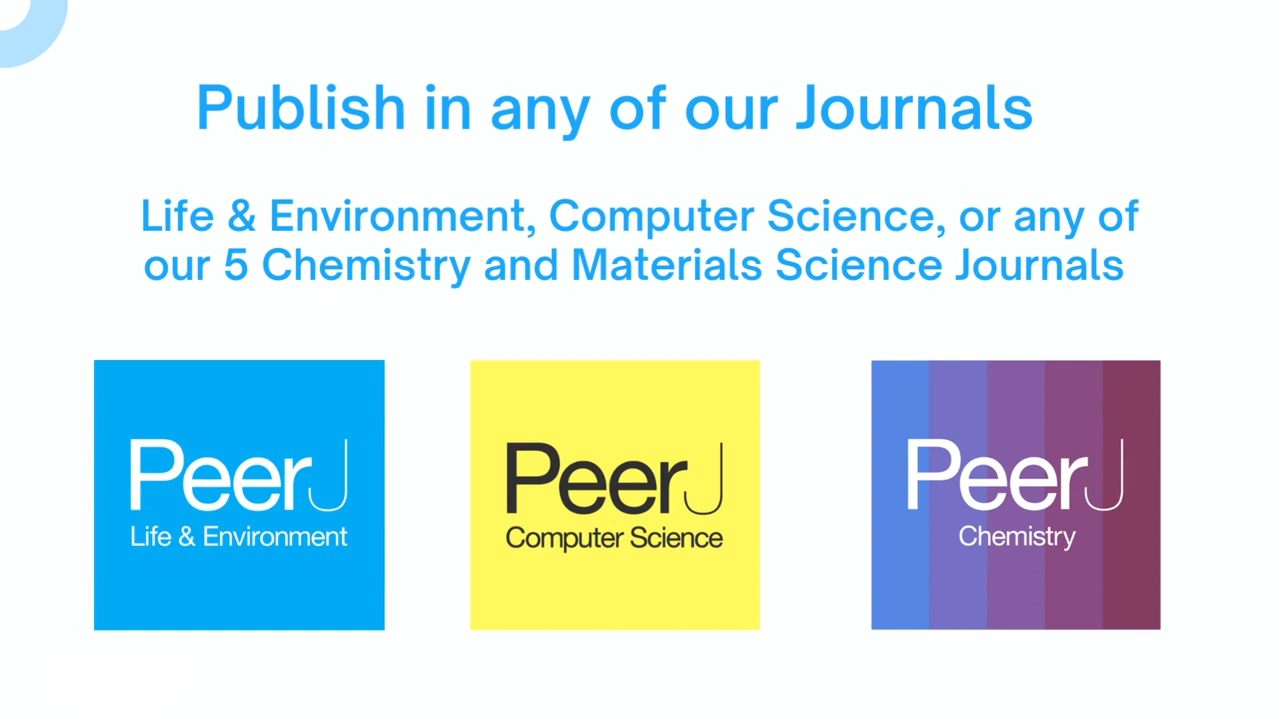 Publish in any of our Journals
Life & Environment, Computer Science, or any of
our 5 Chemistry and Materials Science Journals
PeerJ
Life & Environment
PeerJ
Computer Science
PeerJ
Chemistry